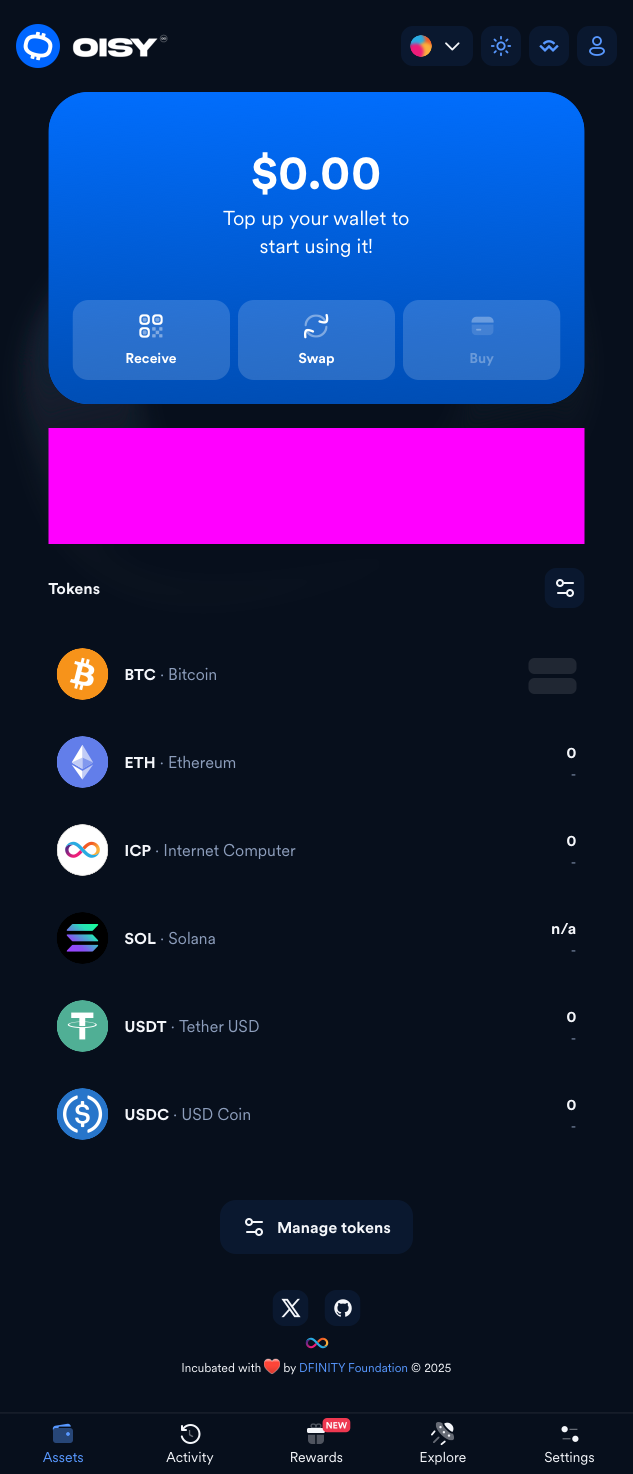 OISY
$0.00
Top up your wallet to
start using it!
Receive
Swap
Buy
Tokens
BTC · Bitcoin
ETH · Ethereum
0
-
ICP · Internet Computer
0
-
SOL · Solana
n/a
-
USDT · Tether USD
0
-
USDC · USD Coin
0
-
Manage tokens
Incubated with ❤️ by DFINITY Foundation © 2025
NEW
Assets
Activity
Rewards
Explore
Settings